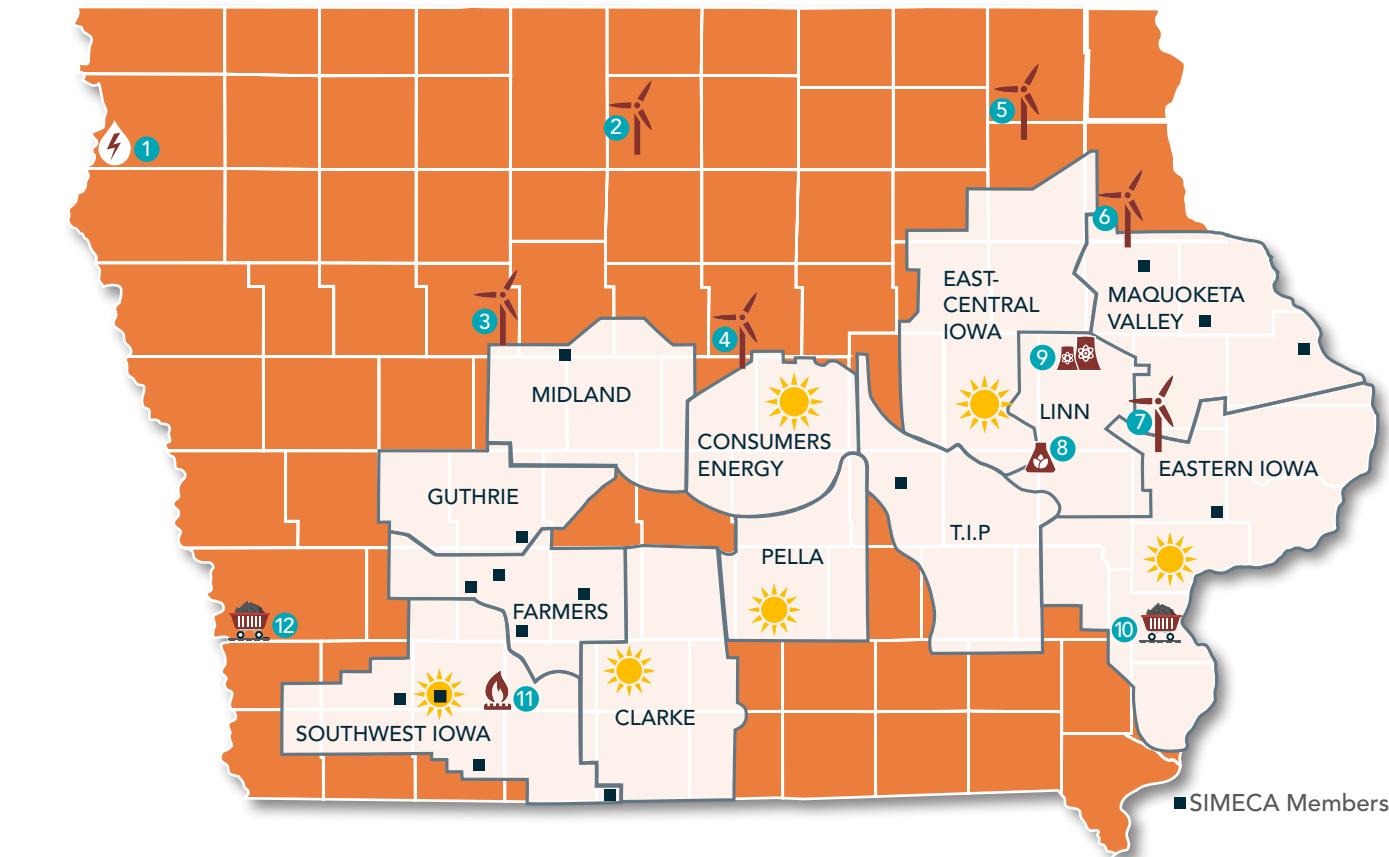 1
2
5
6
3
4
EAST-
CENTRAL
IOWA
MAQUOKETA
VALLEY
9
MIDLAND
LINN
7
CONSUMERS
ENERGY
8
EASTERN IOWA
GUTHRIE
T.I.P
PELLA
FARMERS
12
10
11
SOUTHWEST IOWA
CLARKE
SIMECA Members